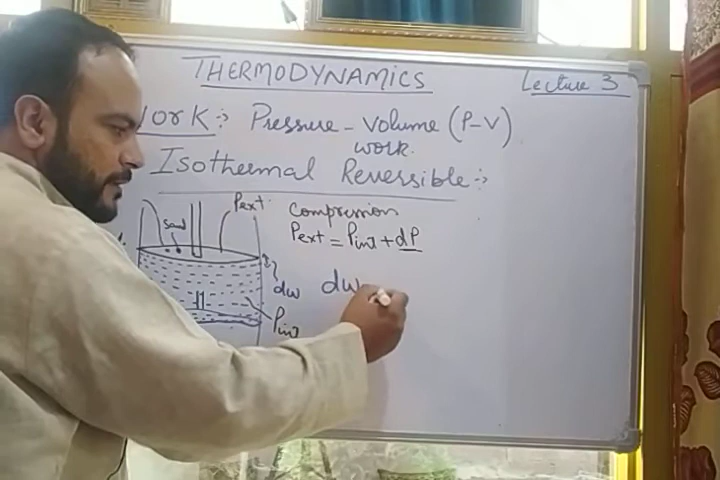 THERMODYNAMICS
Lecture 3
Work :- Pressure - Volume (P-V)
work.
Isothermal Reversible :-
Pext.
Compression
Sand
Pext = Pint + dP
dw
dw
Pint